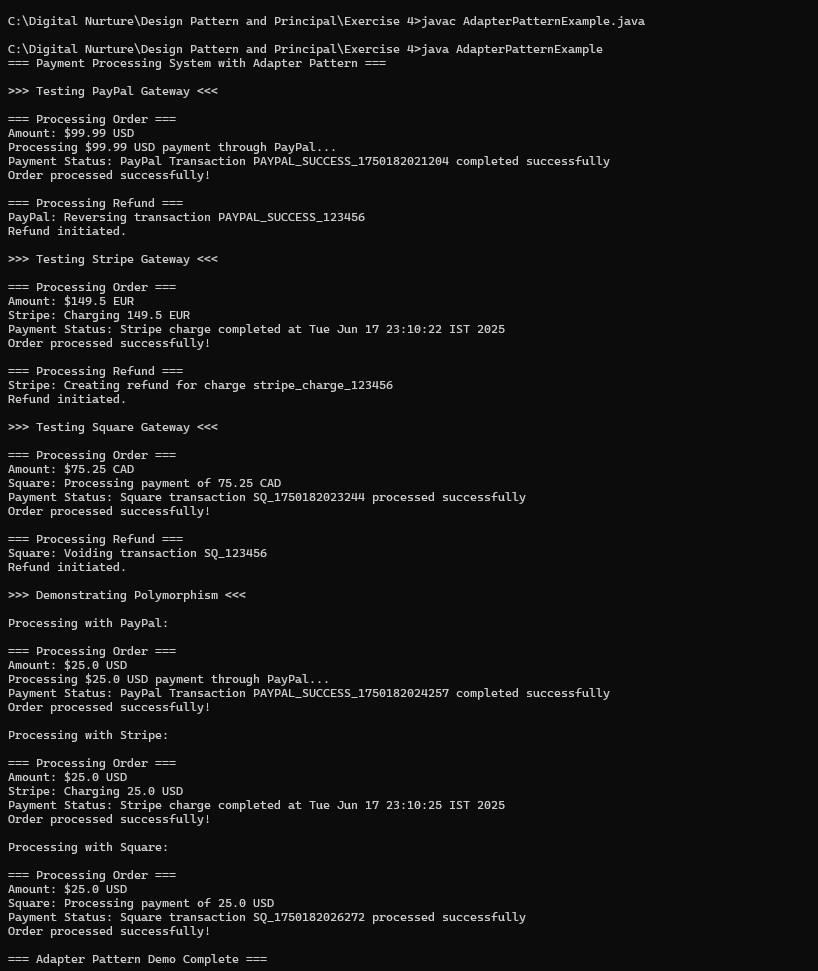 C:\Digital Nurture\Design Pattern and Principal\Exercise 4>javac AdapterPatternExample.java
C:\Digital Nurture\Design Pattern and Principal\Exercise 4>java AdapterPatternExample
=== Payment Processing System with Adapter Pattern ===
>>> Testing PayPal Gateway <<<
=== Processing Order ===
Amount: $99.99 USD
Processing $99.99 USD payment through PayPal...
Payment Status: PayPal Transaction PAYPAL_SUCCESS_1750182021204 completed successfully
Order processed successfully!
=== Processing Refund ===
PayPal: Reversing transaction PAYPAL_SUCCESS_123456
Refund initiated.
>>> Testing Stripe Gateway <<<
=== Processing Order ===
Amount: $149.5 EUR
Stripe: Charging 149.5 EUR
Payment Status: Stripe charge completed at Tue Jun 17 23:10:22 IST 2025
Order processed successfully!
=== Processing Refund ===
Stripe: Creating refund for charge stripe_charge_123456
Refund initiated.
>>> Testing Square Gateway <<<
=== Processing Order ===
Amount: $75.25 CAD
Square: Processing payment of 75.25 CAD
Payment Status: Square transaction SQ_1750182023244 processed successfully
Order processed successfully!
=== Processing Refund ===
Square: Voiding transaction SQ_123456
Refund initiated.
>>> Demonstrating Polymorphism <<<
Processing with PayPal:
=== Processing Order ===
Amount: $25.0 USD
Processing $25.0 USD payment through PayPal...
Payment Status: PayPal Transaction PAYPAL_SUCCESS_1750182024257 completed successfully
Order processed successfully!
Processing with Stripe:
=== Processing Order ===
Amount: $25.0 USD
Stripe: Charging 25.0 USD
Payment Status: Stripe charge completed at Tue Jun 17 23:10:25 IST 2025
Order processed successfully!
Processing with Square:
=== Processing Order ===
Amount: $25.0 USD
Square: Processing payment of 25.0 USD
Payment Status: Square transaction SQ_1750182026272 processed successfully
Order processed successfully!
=== Adapter Pattern Demo Complete ===